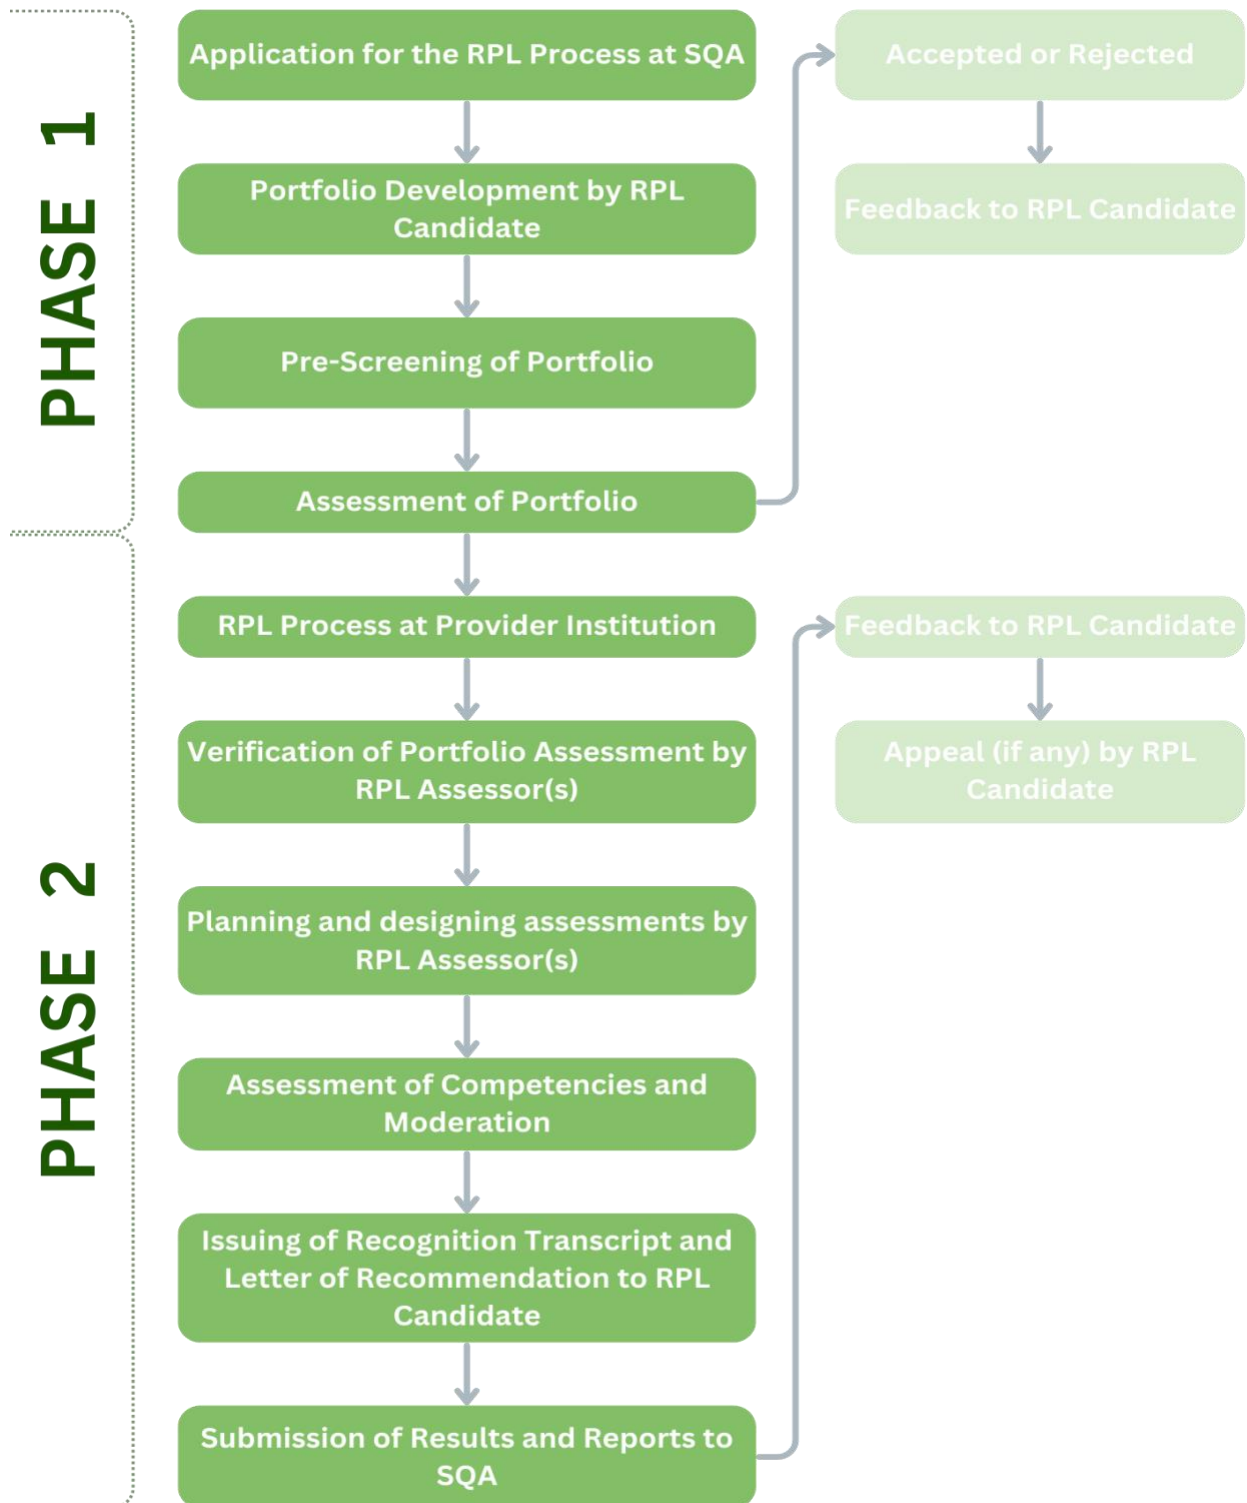 PHASE 1
Application for the RPL Process at SQA
Portfolio Development by RPL
Candidate
Pre-Screening of Portfolio
Assessment of Portfolio
Accepted or Rejected
Feedback to RPL Candidate
PHASE 2
RPL Process at Provider Institution
Verification of Portfolio Assessment by
RPL Assessor(s)
Planning and designing assessments by
RPL Assessor(s)
Assessment of Competencies and
Moderation
Issuing of Recognition Transcript and
Letter of Recommendation to RPL
Candidate
Submission of Results and Reports to
SQA
Feedback to RPL Candidate
Appeal (if any) by RPL
Candidate